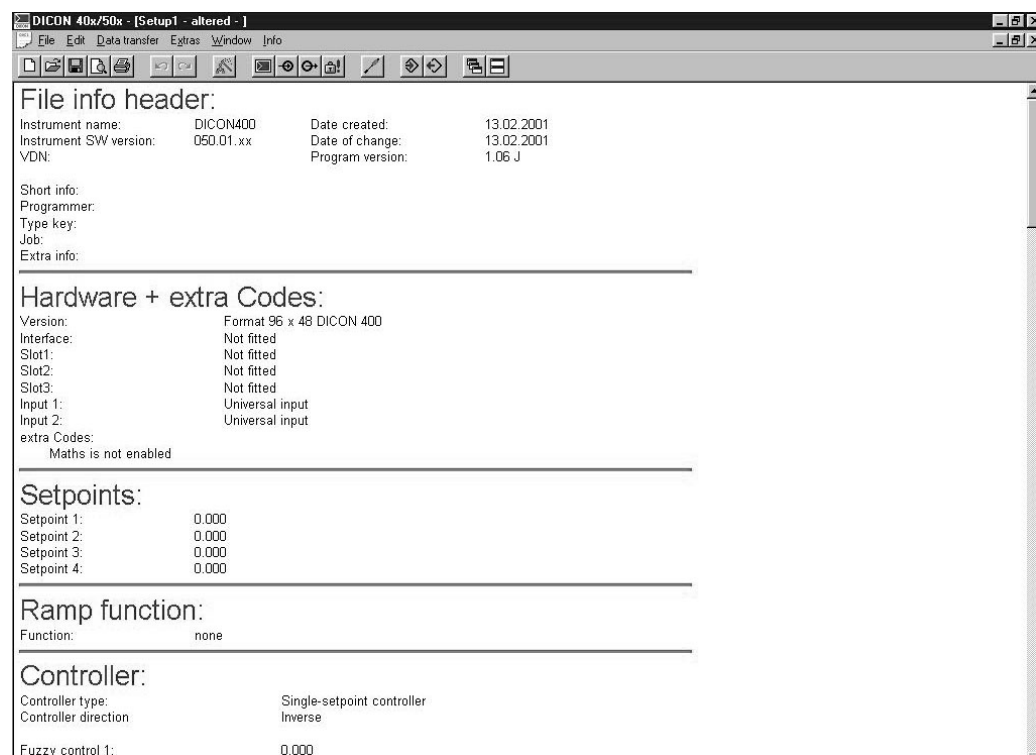 DICON 40x/50x - [Setup1 - altered - ]
File Edit Data transfer Extras Window Info
File info header:
Instrument name: DICON400 Date created: 13.02.2001
Instrument SW version: 050.01.xx Date of change: 13.02.2001
VDN: Program version: 1.06 J
Short info:
Programmer:
Type key:
Job:
Extra info:
Hardware + extra Codes:
Version: Format 96 x 48 DICON 400
Interface: Not fitted
Slot1: Not fitted
Slot2: Not fitted
Slot3: Not fitted
Input 1: Universal input
Input 2: Universal input
extra Codes:
Maths is not enabled
Setpoints:
Setpoint 1: 0.000
Setpoint 2: 0.000
Setpoint 3: 0.000
Setpoint 4: 0.000
Ramp function:
Function: none
Controller:
Controller type: Single-setpoint controller
Controller direction Inverse
Fuzzy control 1: 0.000